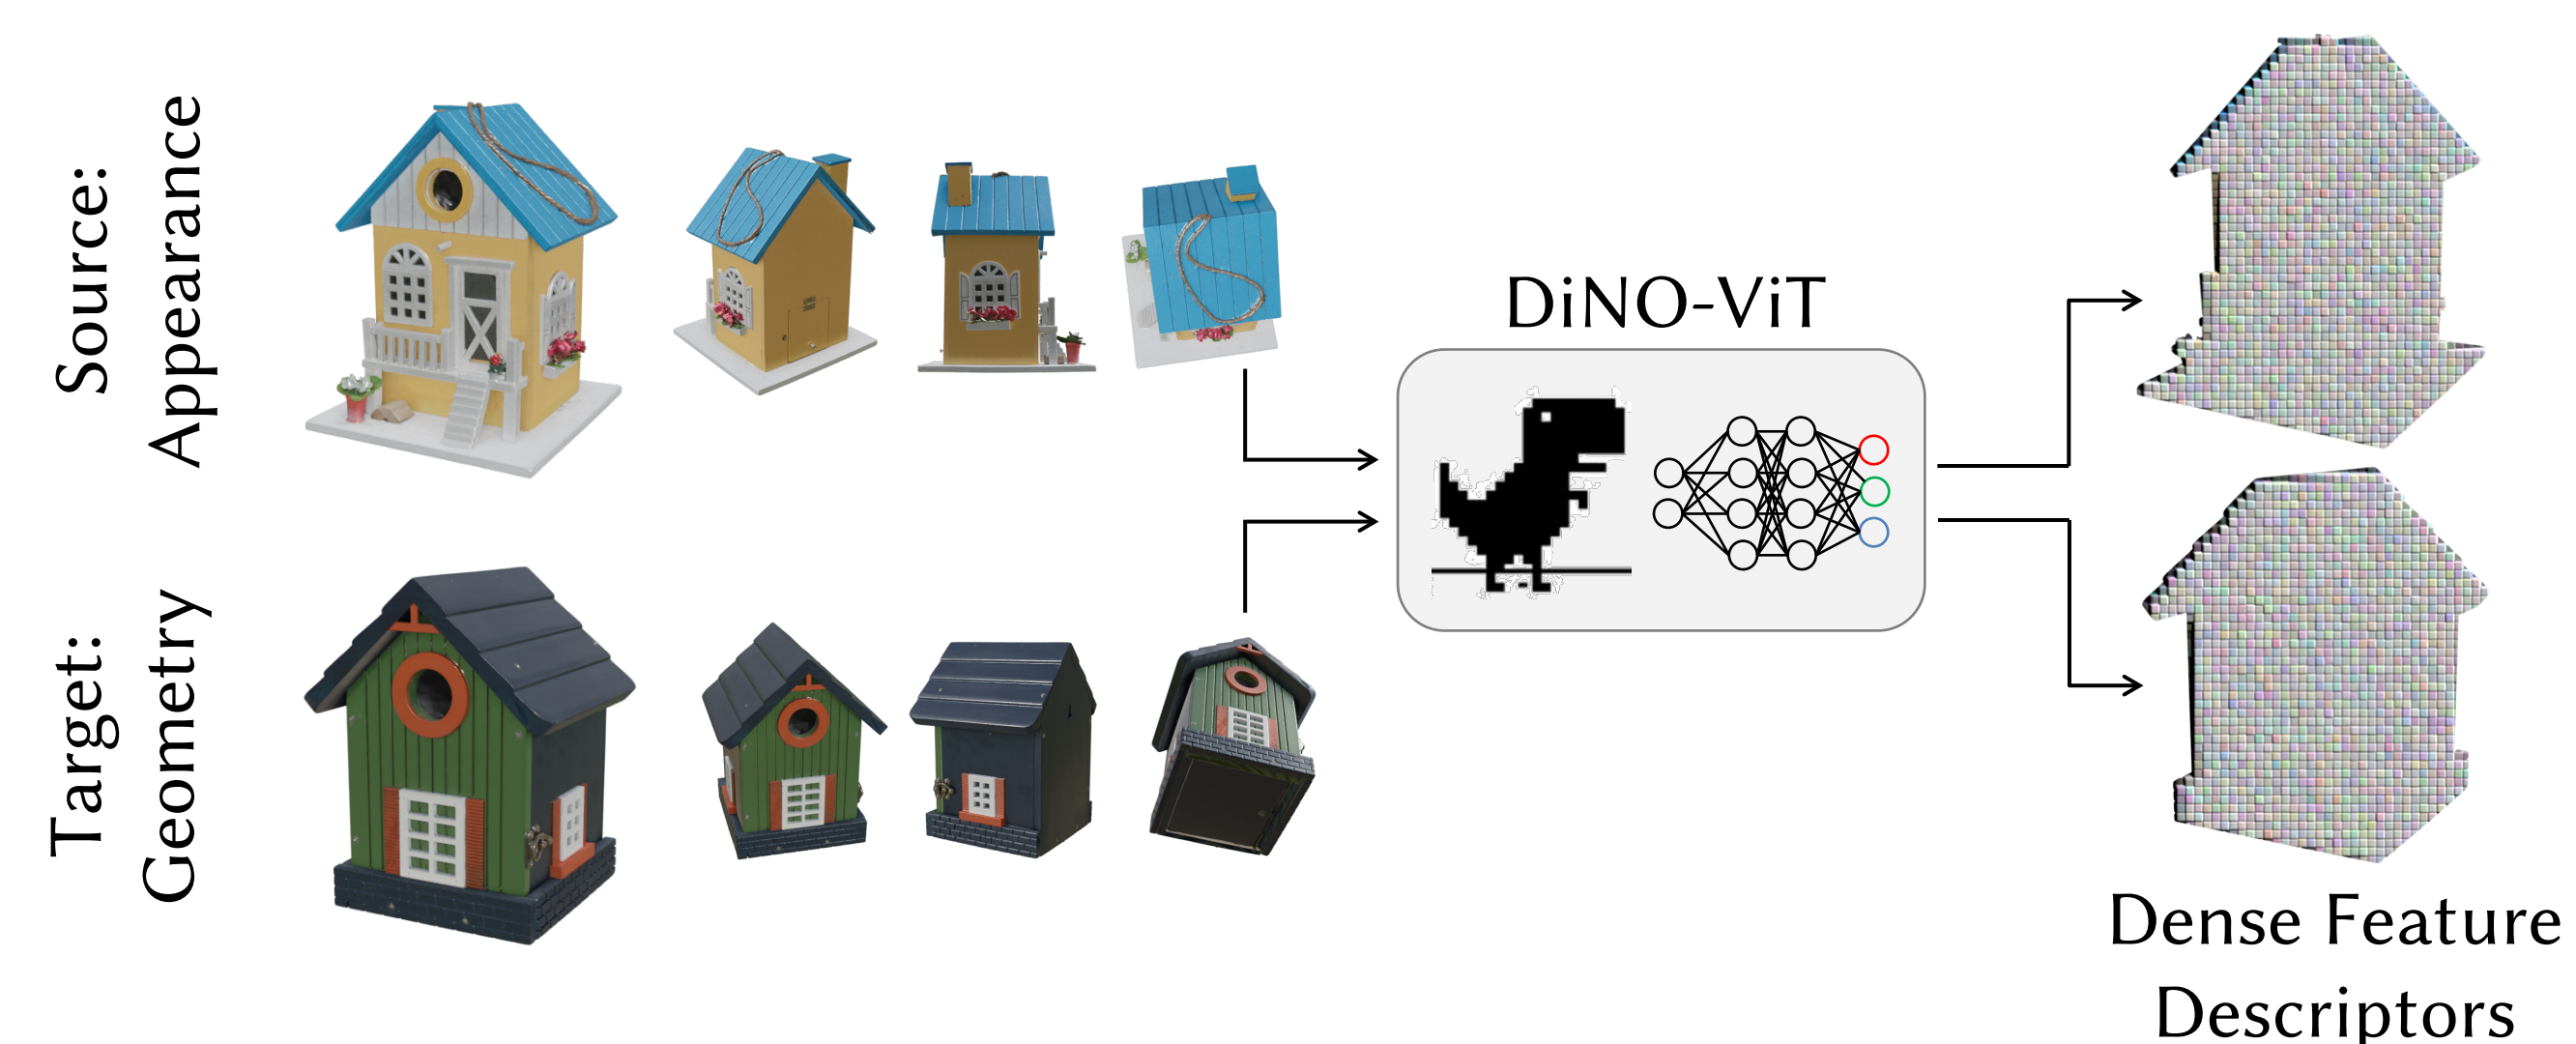 Source:
Appearance
DiNO-ViT
Target:
Geometry
Dense Feature
Descriptors